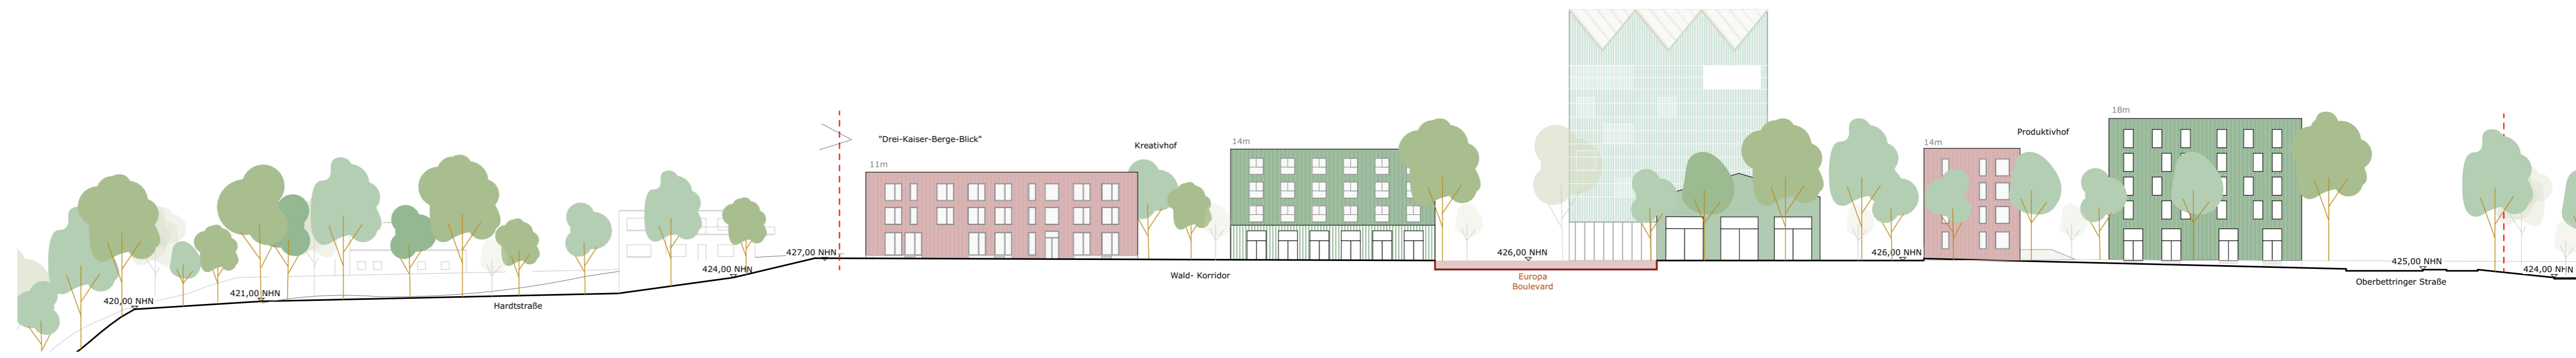 420,00 NHN
421,00 NHN
Hardtstraße
424,00 NHN
427,00 NHN
"Drei-Kaiser-Berge-Blick"
11m
Kreativhof
Wald- Korridor
14m
426,00 NHN
Europa
Boulevard
426,00 NHN
14m
Produktivhof
18m
425,00 NHN
Oberbettringer Straße
424,00 NHN